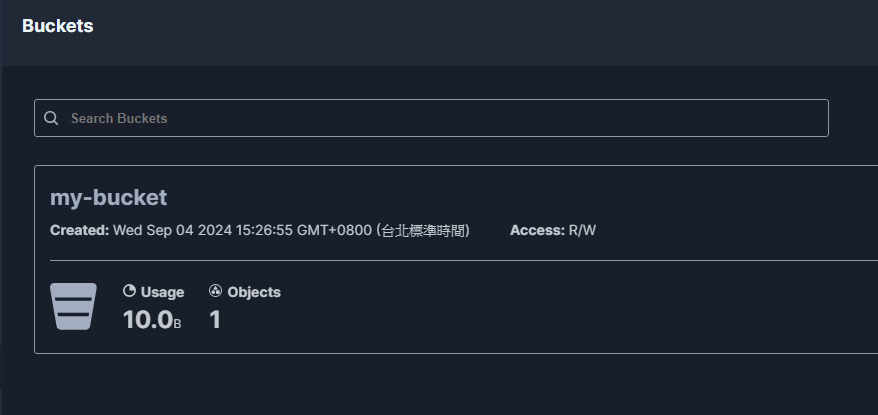 Buckets
Search Buckets
my-bucket
Created: Wed Sep 04 2024 15:26:55 GMT+0800 (台北標準時間) Access: R/W
Usage Objects
10.0B 1